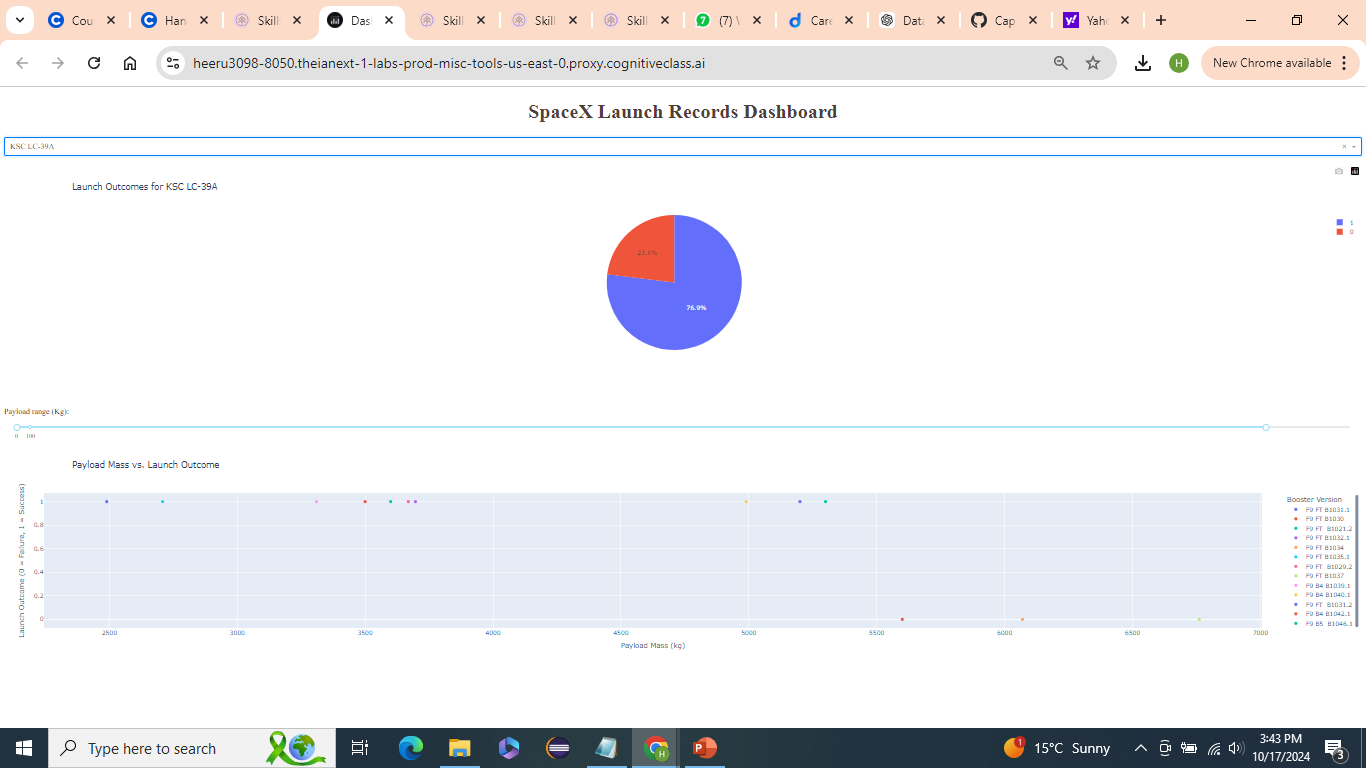 Cou
Han
Skill
Das
Skill
Skill
Skill
(7)
Care
Data
Cap
Yaho
heeru3098-8050.theianext-1-labs-prod-misc-tools-us-east-0.proxy.cognitiveclass.ai
H
New Chrome available
SpaceX Launch Records Dashboard
KSC LC-39A
Launch Outcomes for KSC LC-39A
1
0
23.1%
76.9%
Payload range (Kg):
0 100
Payload Mass vs. Launch Outcome
Launch Outcome (0 = Failure, 1 = Success)
1
0.8
0.6
0.4
0.2
0
2500 3000 3500 4000 4500 5000 5500 6000 6500 7000
Payload Mass (kg)
Booster Version
F9 FT B1031.1
F9 FT B1030
F9 FT  B1021.2
F9 FT B1032.1
F9 FT B1034
F9 FT B1035.1
F9 FT  B1029.2
F9 FT B1037
F9 B4 B1039.1
F9 B4 B1040.1
F9 FT  B1031.2
F9 B4 B1042.1
F9 B5  B1046.1
Type here to search
H
P
1
15°C Sunny
3:43 PM
10/17/2024
3